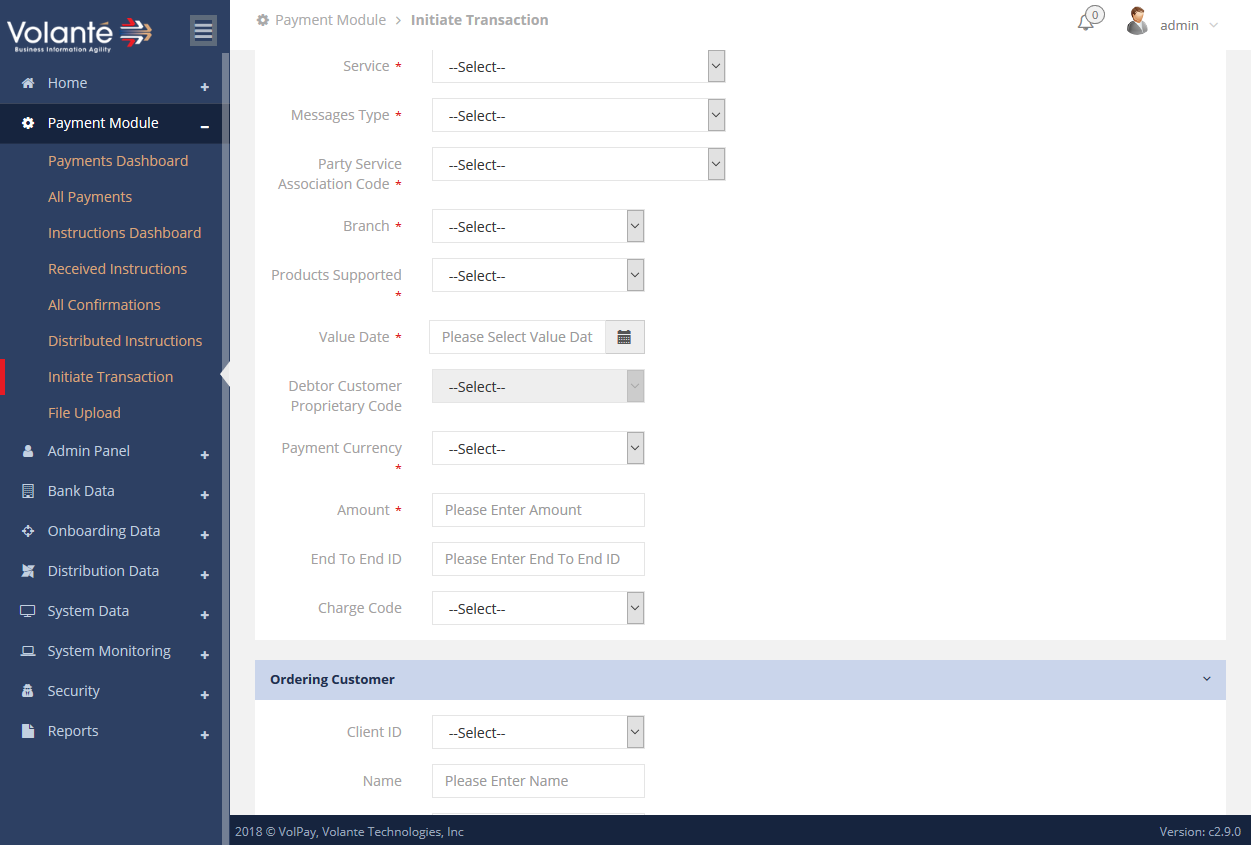 Volanté
Business Information Agility
Payment Module > Initiate Transaction
0
admin
Home
Payment Module
Payments Dashboard
All Payments
Instructions Dashboard
Received Instructions
All Confirmations
Distributed Instructions
Initiate Transaction
File Upload
Admin Panel
Bank Data
Onboarding Data
Distribution Data
System Data
System Monitoring
Security
Reports
Service * --Select--
Messages Type * --Select--
Party Service
Association Code * --Select--
Branch * --Select--
Products Supported
* --Select--
Value Date * Please Select Value Dat
Debtor Customer
Proprietary Code --Select--
Payment Currency
* --Select--
Amount * Please Enter Amount
End To End ID Please Enter End To End ID
Charge Code --Select--
Ordering Customer
Client ID --Select--
Name Please Enter Name
2018 © VolPay, Volante Technologies, Inc
Version: c2.9.0